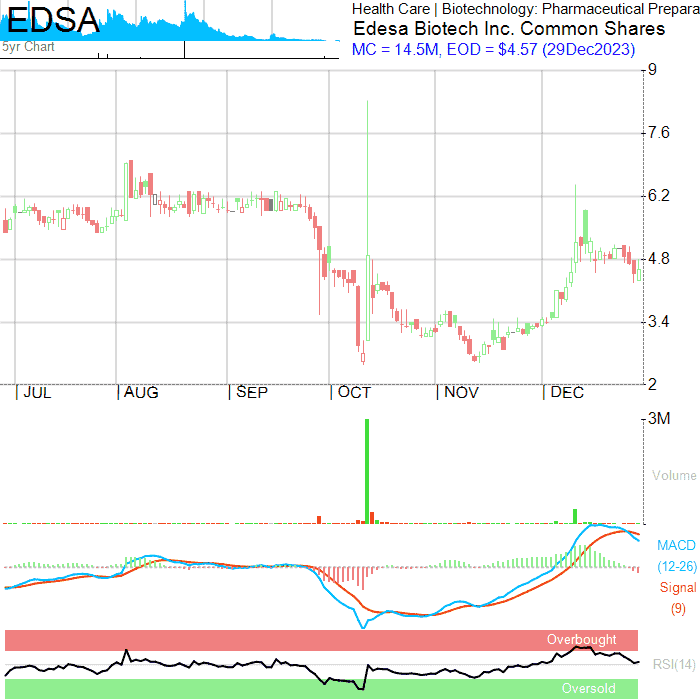 EDSA
5yr Chart
Health Care | Biotechnology: Pharmaceutical Prepara
Edesa Biotech Inc. Common Shares
MC = 14.5M, EOD = $4.57 (29Dec2023)
9
7.6
6.2
4.8
3.4
2
| JUL | AUG | SEP | OCT | NOV | DEC
3M
Volume
MACD
(12-26)
Signal
(9)
Overbought
RSI(14)
Oversold